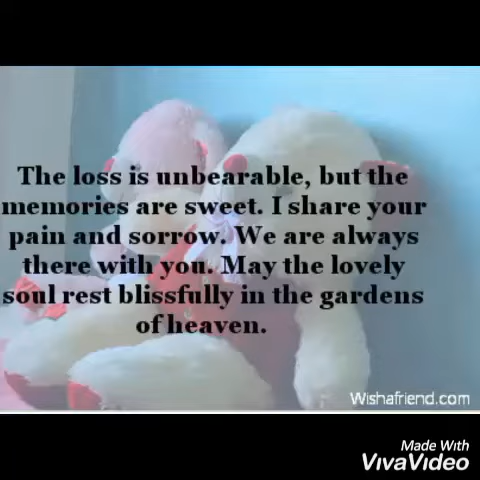 The loss is unbearable, but the
memories are sweet. I share your
pain and sorrow. We are always
there with you. May the lovely
soul rest blissfully in the gardens
of heaven.
Wishafriend.com
Made With
VivaVideo